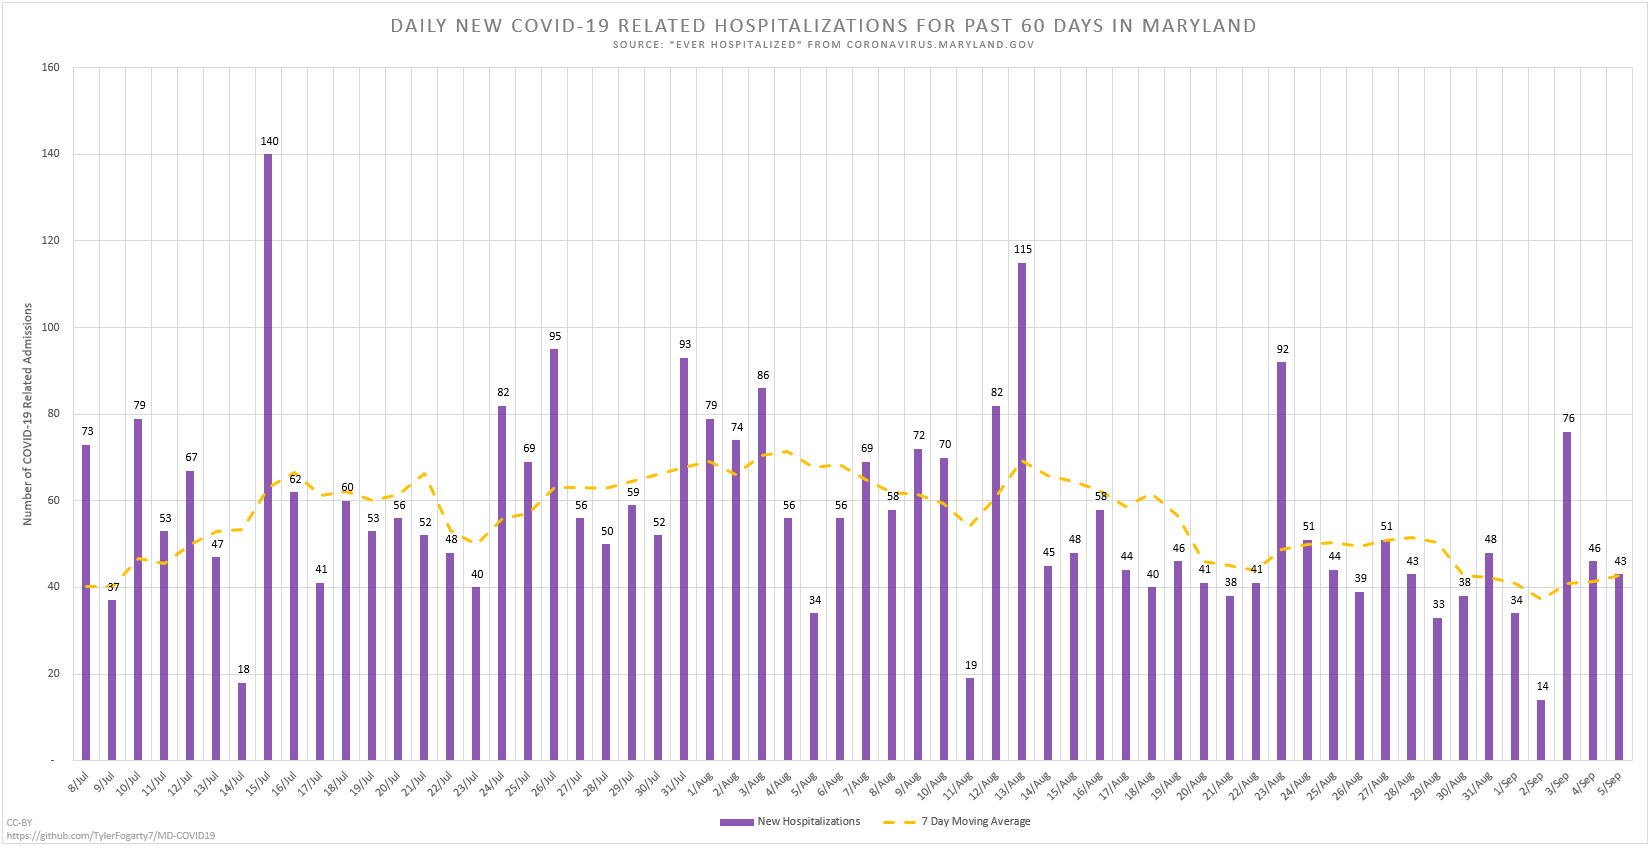 DAILY NEW COVID-19 RELATED HOSPITALIZATIONS FOR PAST 60 DAYS IN MARYLAND
SOURCE: "EVER HOSPITALIZED" FROM CORONAVIRUS.MARYLAND.GOV
Number of COVID-19 Related Admissions
160
140
120
100
80
60
40
20
-
73
37
79
53
67
47
18
140
62
41
60
53
56
52
48
40
82
69
95
56
50
59
52
93
79
74
86
56
34
56
69
58
72
70
19
82
115
45
48
58
44
40
46
41
38
41
92
51
44
39
51
43
33
38
48
34
14
76
46
43
8/Jul
9/Jul
10/Jul
11/Jul
12/Jul
13/Jul
14/Jul
15/Jul
16/Jul
17/Jul
18/Jul
19/Jul
20/Jul
21/Jul
22/Jul
23/Jul
24/Jul
25/Jul
26/Jul
27/Jul
28/Jul
29/Jul
30/Jul
31/Jul
1/Aug
2/Aug
3/Aug
4/Aug
5/Aug
6/Aug
7/Aug
8/Aug
9/Aug
10/Aug
11/Aug
12/Aug
13/Aug
14/Aug
15/Aug
16/Aug
17/Aug
18/Aug
19/Aug
20/Aug
21/Aug
22/Aug
23/Aug
24/Aug
25/Aug
26/Aug
27/Aug
28/Aug
29/Aug
30/Aug
31/Aug
1/Sep
2/Sep
3/Sep
4/Sep
5/Sep
New Hospitalizations
7 Day Moving Average
CC-BY
https://github.com/TylerFogarty7/MD-COVID19